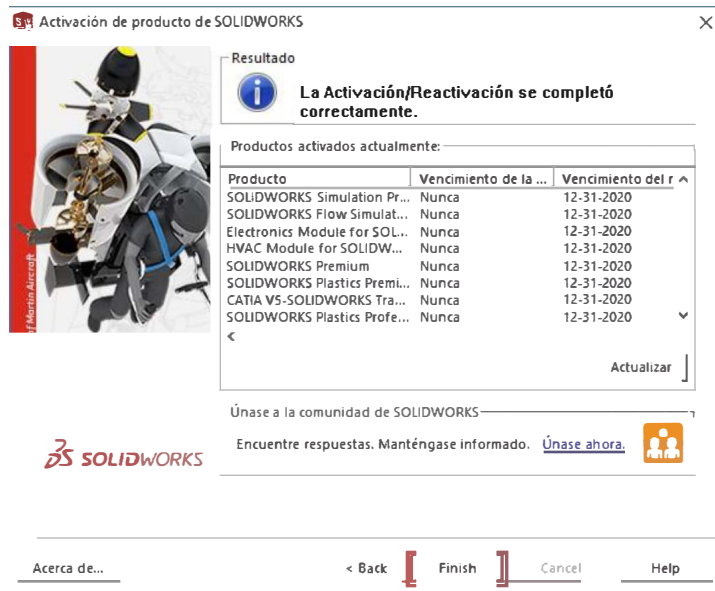 Activación de producto de SOLIDWORKS
Resultado
La Activación/Reactivación se completó
correctamente.
Productos activados actualmente:
Producto Vencimiento de la ... Vencimiento del r
SOLIDWORKS Simulation Pr... Nunca 12-31-2020
SOLIDWORKS Flow Simulat... Nunca 12-31-2020
Electronics Module for SOL... Nunca 12-31-2020
HVAC Module for SOLIDW... Nunca 12-31-2020
SOLIDWORKS Premium Nunca 12-31-2020
SOLIDWORKS Plastics Premi... Nunca 12-31-2020
CATIA V5-SOLIDWORKS Tra... Nunca 12-31-2020
SOLIDWORKS Plastics Profe... Nunca 12-31-2020
Actualizar
Únase a la comunidad de SOLIDWORKS
Encuentre respuestas. Manténgase informado. Únase ahora.
of Martin Aircraft
SOLIDWORKS
Acerca de... < Back Finish Cancel Help